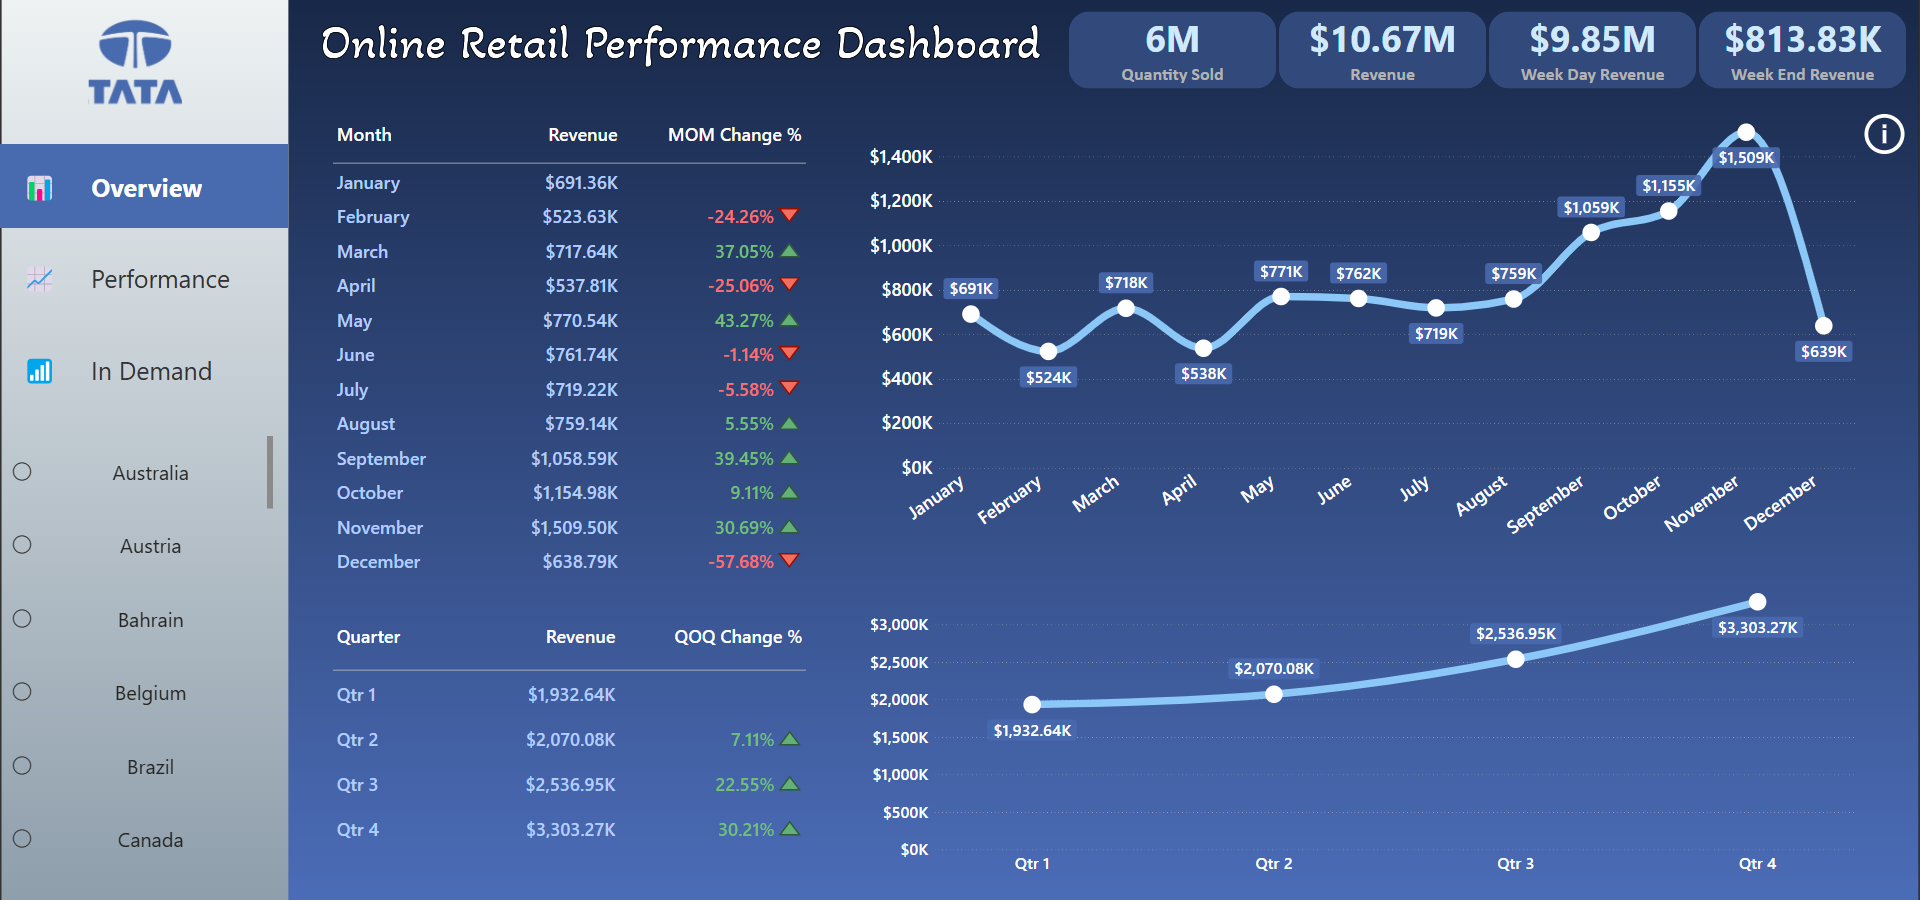 TATA
Overview
Performance
In Demand
Australia
Austria
Bahrain
Belgium
Brazil
Canada
Online Retail Performance Dashboard
6M
Quantity Sold
$10.67M
Revenue
$9.85M
Week Day Revenue
$813.83K
Week End Revenue
Month Revenue MOM Change %
January $691.36K
February $523.63K -24.26%
March $717.64K 37.05%
April $537.81K -25.06%
May $770.54K 43.27%
June $761.74K -1.14%
July $719.22K -5.58%
August $759.14K 5.55%
September $1,058.59K 39.45%
October $1,154.98K 9.11%
November $1,509.50K 30.69%
December $638.79K -57.68%
i
$1,400K
$1,200K
$1000K
$800K
$600K
$400K
$200K
$0K
$691K
$524K
$718K
$538K
$771K
$762K
$719K
$759K
$1,059K
$1,155K
$1,509K
$639K
January
February
March
April
May
June
July
August
September
October
November
December
Quarter Revenue QOQ Change %
Qtr 1 $1,932.64K
Qtr 2 $2,070.08K 7.11%
Qtr 3 $2,536.95K 22.55%
Qtr 4 $3,303.27K 30.21%
$3,000K
$2,500K
$2,000K
$1,500K
$1,000K
$500K
$0K
$1,932.64K
$2,070.08K
$2,536.95K
$3,303.27K
Qtr 1 Qtr 2 Qtr 3 Qtr 4